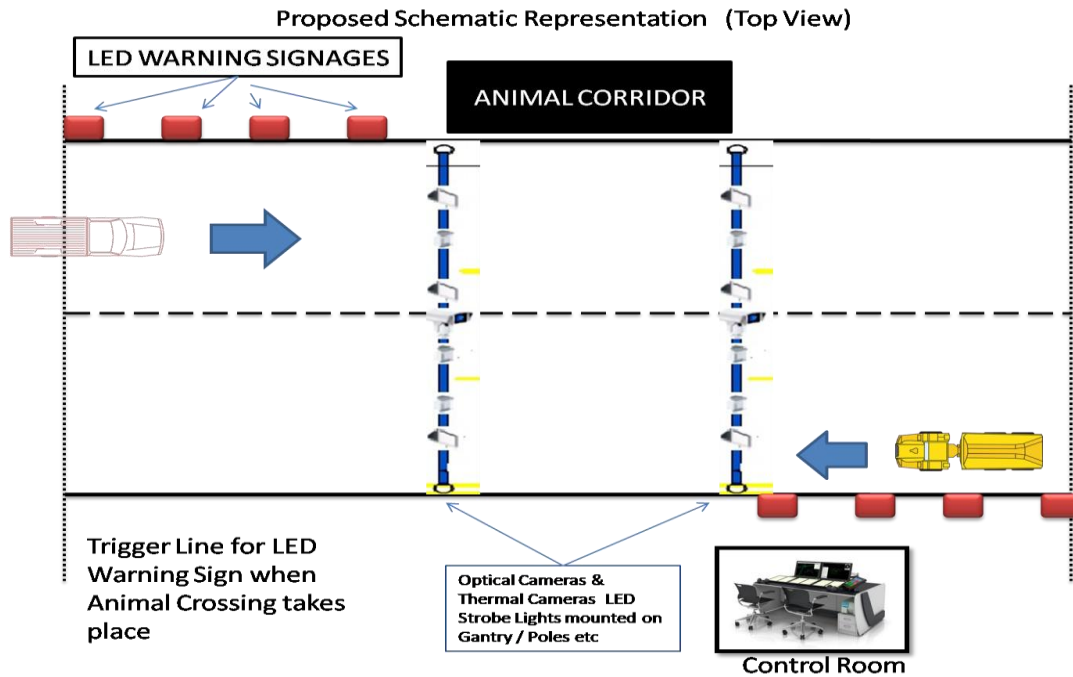 Proposed Schematic Representation (Top View)
LED WARNING SIGNAGES
ANIMAL CORRIDOR
Trigger Line for LED
Warning Sign when
Animal Crossing takes
place
Optical Cameras &
Thermal Cameras LED
Strobe Lights mounted on
Gantry / Poles etc
Control Room